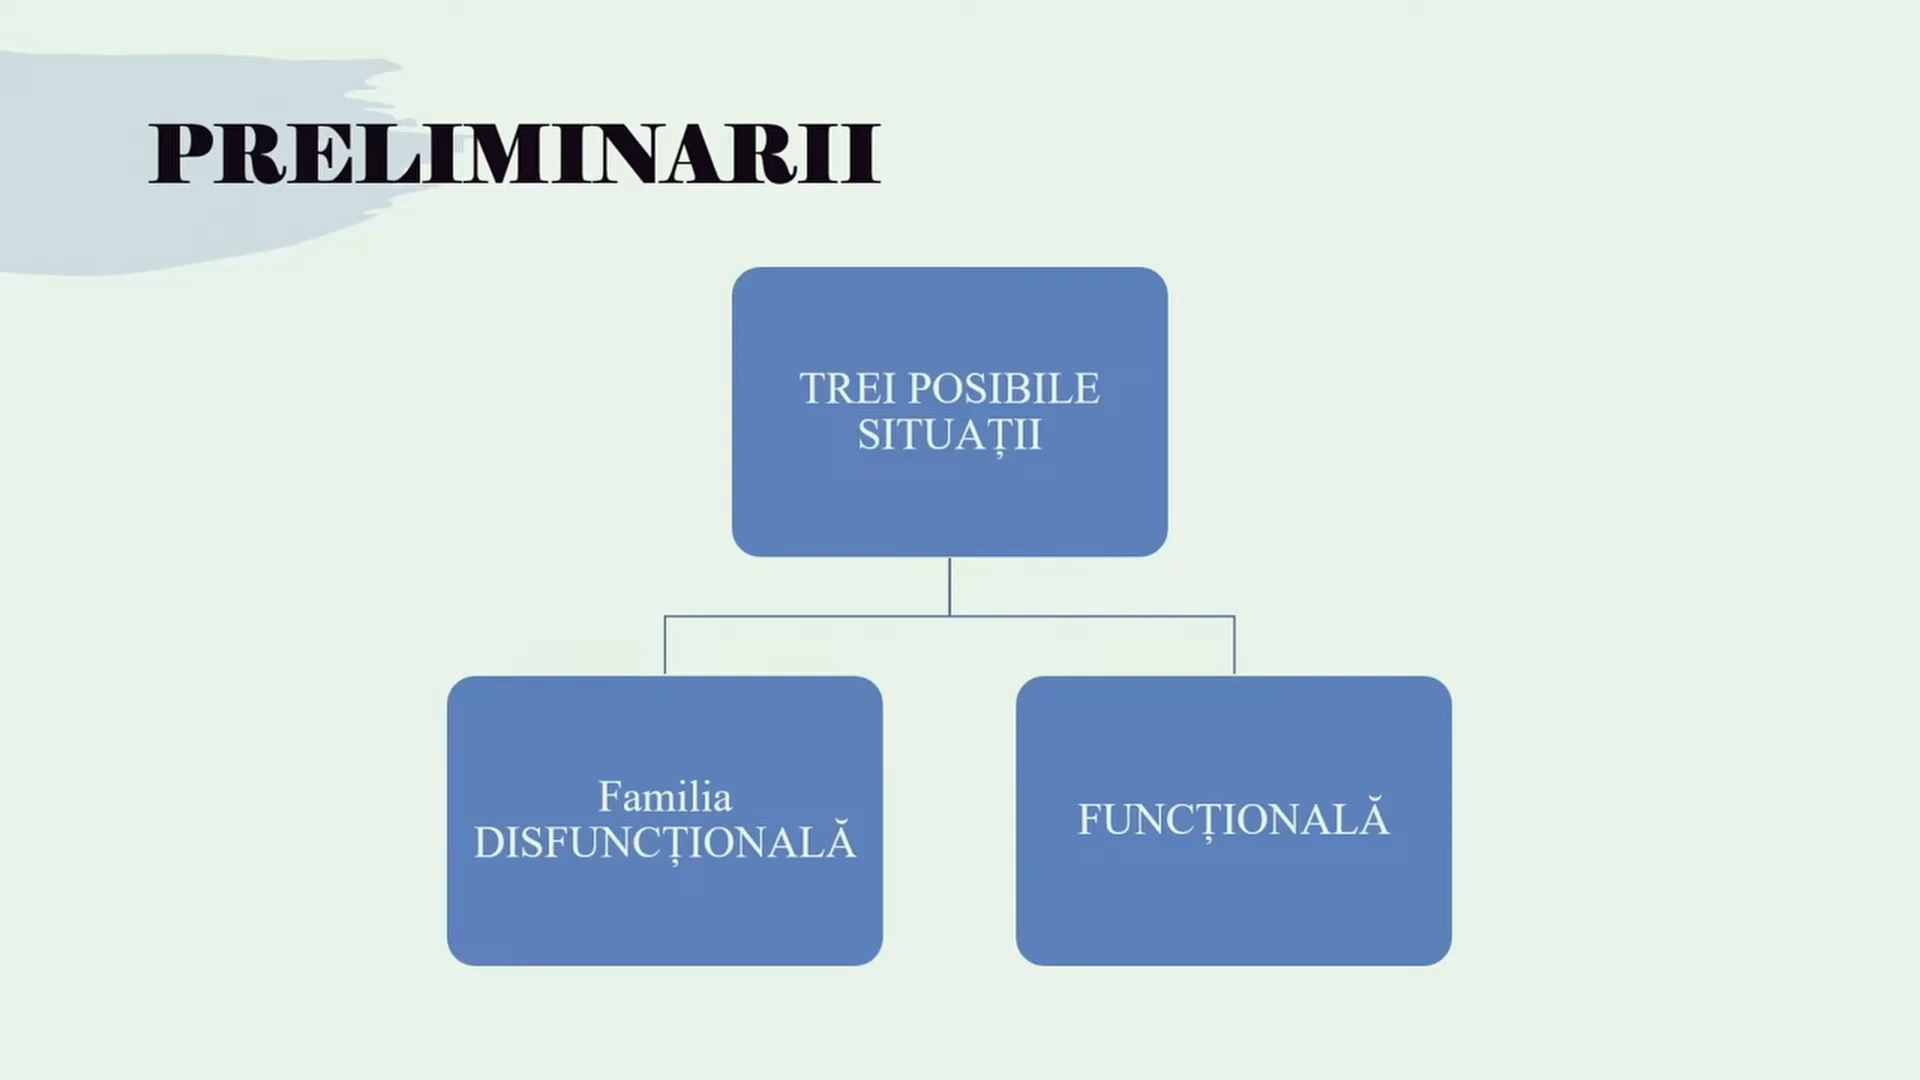 PRELIMINARII
TREI POSIBILE
SITUAȚII
Familia
DISFUNCȚIONALĂ
FUNCȚIONALĂ